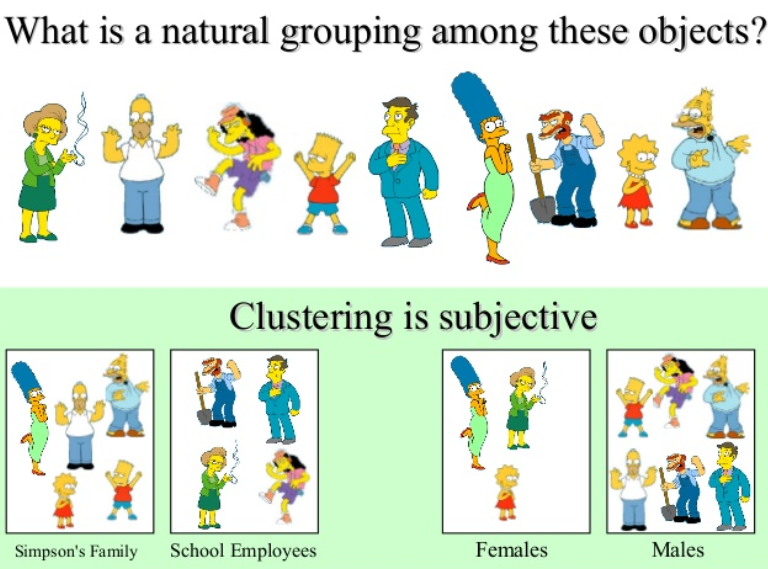 What is a natural grouping among these objects?
Clustering is subjective
Simpson's Family
School Employees
Females
Males